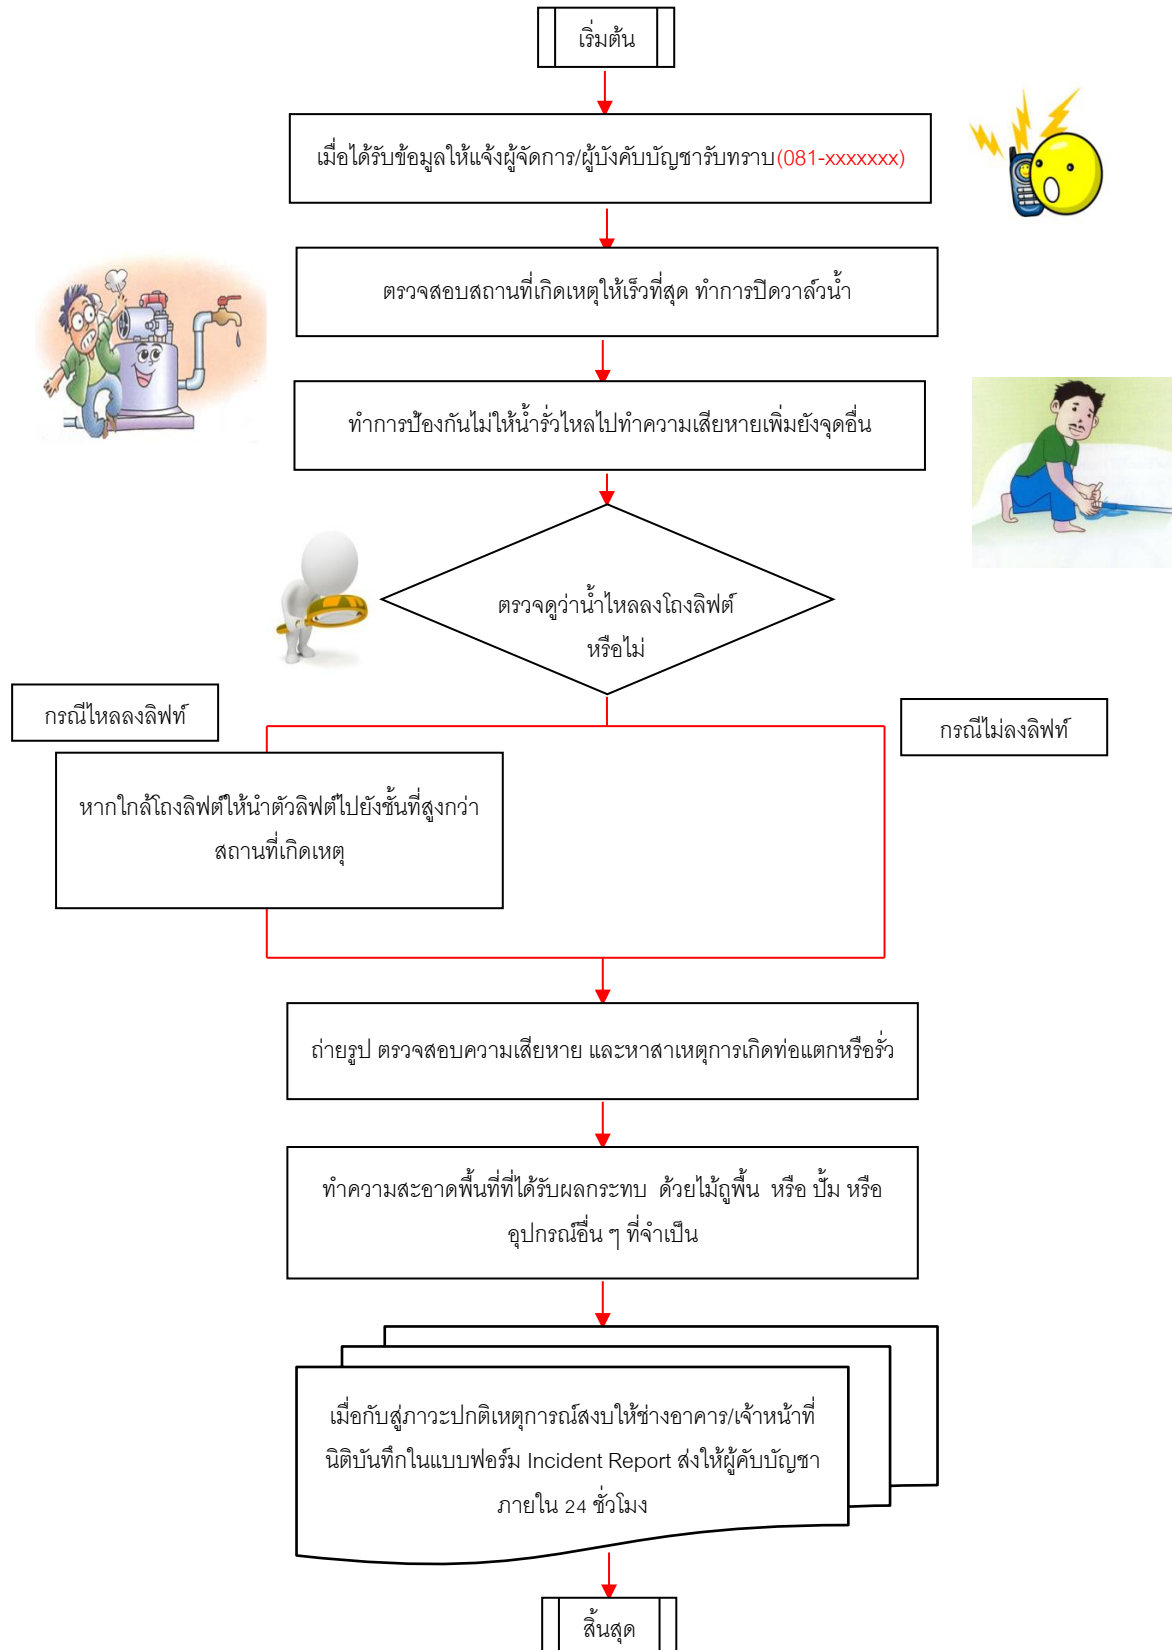 เริ่มต้น
เมื่อได้รับข้อมูลให้แจ้งผู้จัดการ/ผู้บังคับบัญชารับทราบ(081-xxxxxxx)
ตรวจสอบสถานที่เกิดเหตุให้เร็วที่สุด ทำการปิดวาล์วน้ำ
ทำการป้องกันไม่ให้น้ำรั่วไหลไปทำความเสียหายเพิ่มยังจุดอื่น
ตรวจดูว่าน้ำไหลลงโถงลิฟต์
หรือไม่
กรณีไหลลงลิฟท์
กรณีไม่ลงลิฟท์
หากใกล้โถงลิฟต์ให้นำตัวลิฟต์ไปยังชั้นที่สูงกว่า
สถานที่เกิดเหตุ
ถ่ายรูป ตรวจสอบความเสียหาย และหาสาเหตุการเกิดท่อแตกหรือรั่ว
ทำความสะอาดพื้นที่ที่ได้รับผลกระทบ ด้วยไม้ถูพื้น หรือ ปั้ม หรือ
อุปกรณ์อื่น ๆ ที่จำเป็น
เมื่อกับสู่ภาวะปกติเหตุการณ์สงบให้ช่างอาคาร/เจ้าหน้าที่
นิติบันทึกในแบบฟอร์ม Incident Report ส่งให้ผู้คับบัญชา
ภายใน 24 ชั่วโมง
สิ้นสุด